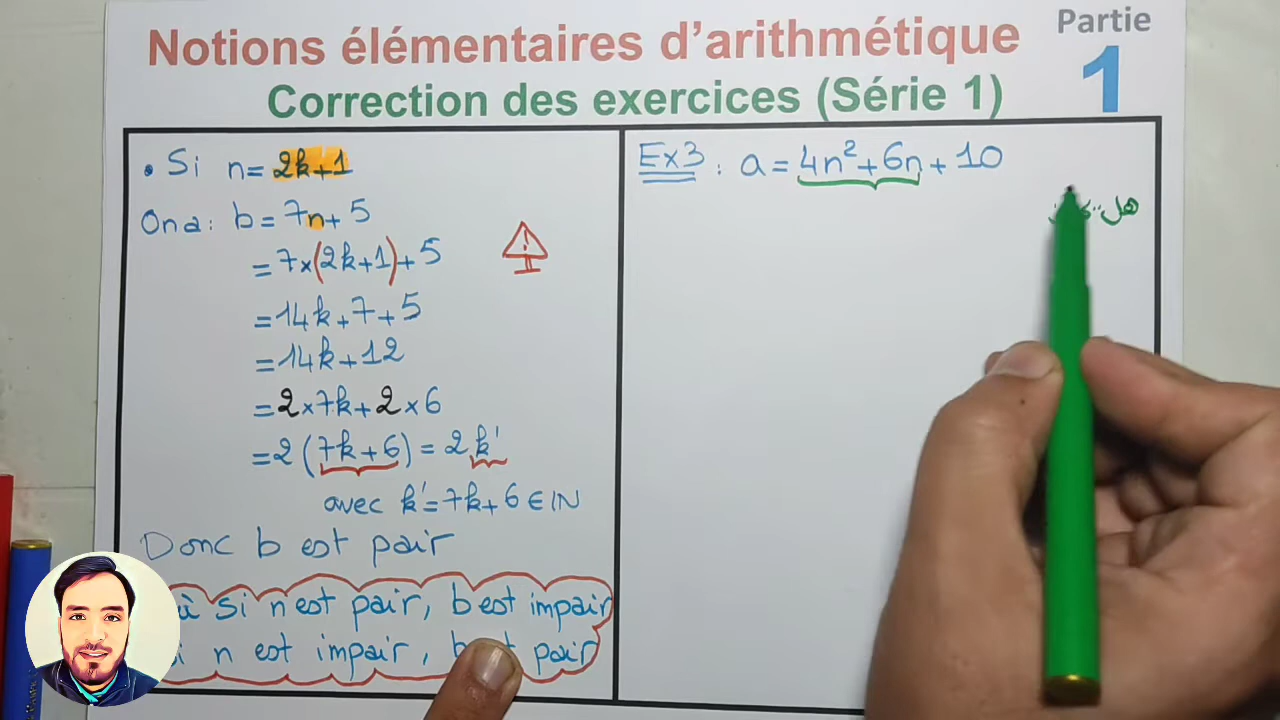 Notions élémentaires d'arithmétique
Correction des exercices (Série 1)
Partie
1
• Si n = 2k+1
On a : b = 7n + 5
= 7×(2k+1)+5
= 14k+7+5
= 14k+12
= 2×7k+2×6
= 2(7k+6) = 2k'
avec k' = 7k+6 ∈ IN
Donc b est pair
si n est pair, b est impair
n est impair, b pair
Ex3 : a = 4n² + 6n + 10
هل